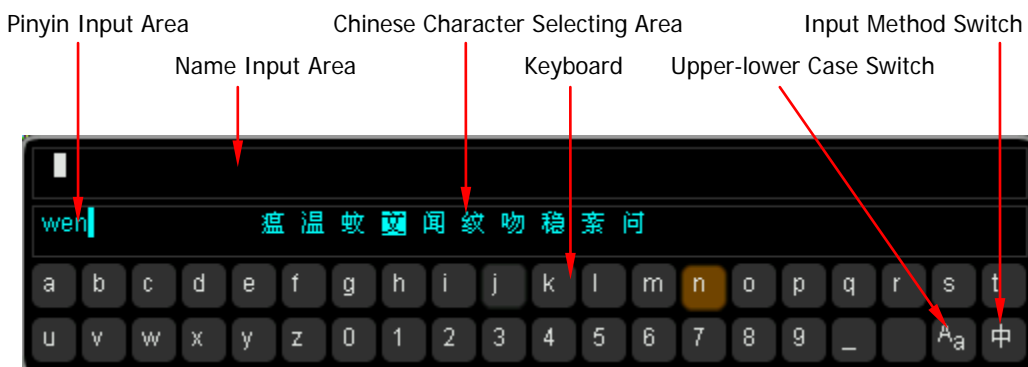 Pinyin Input Area Chinese Character Selecting Area Input Method Switch
Name Input Area Keyboard Upper-lower Case Switch
wen 瘟 温 蚊 文 闻 纹 吻 稳 紊 问
a b c d e f g h i j k l m n o p q r s t
u v w x y z 0 1 2 3 4 5 6 7 8 9 _ Aa 中